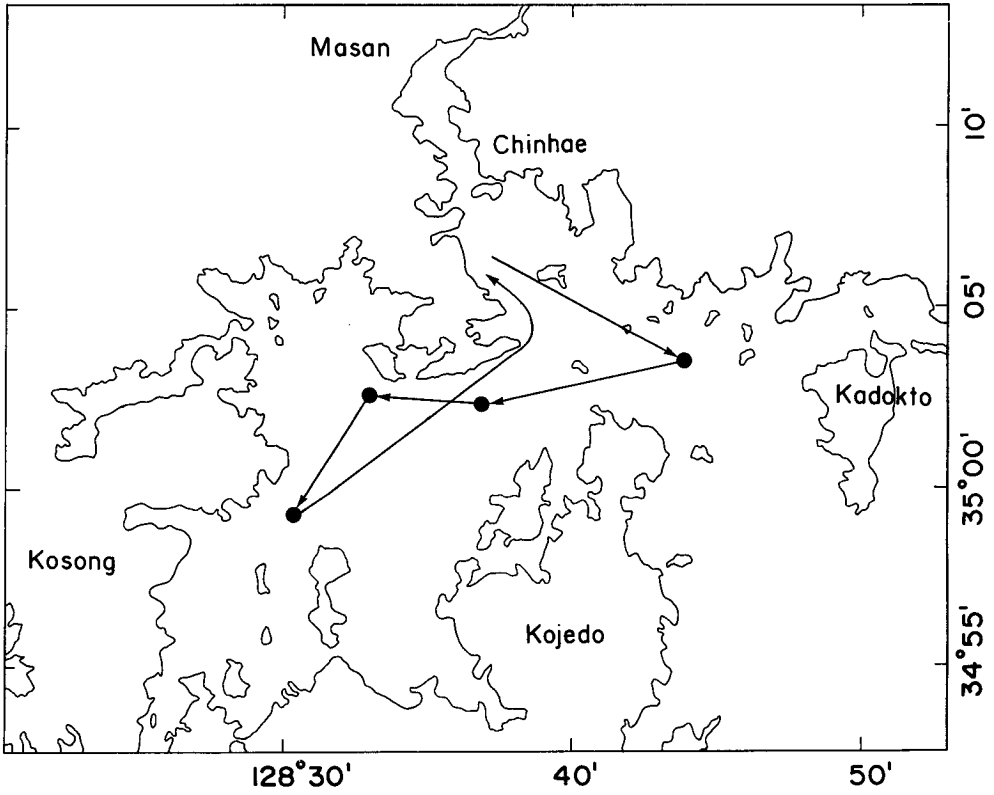 Masan
Chinhae
10'
05'
Kadokto
35°00'
Kosong
Kojedo
34°55'
128°30'
40'
50'